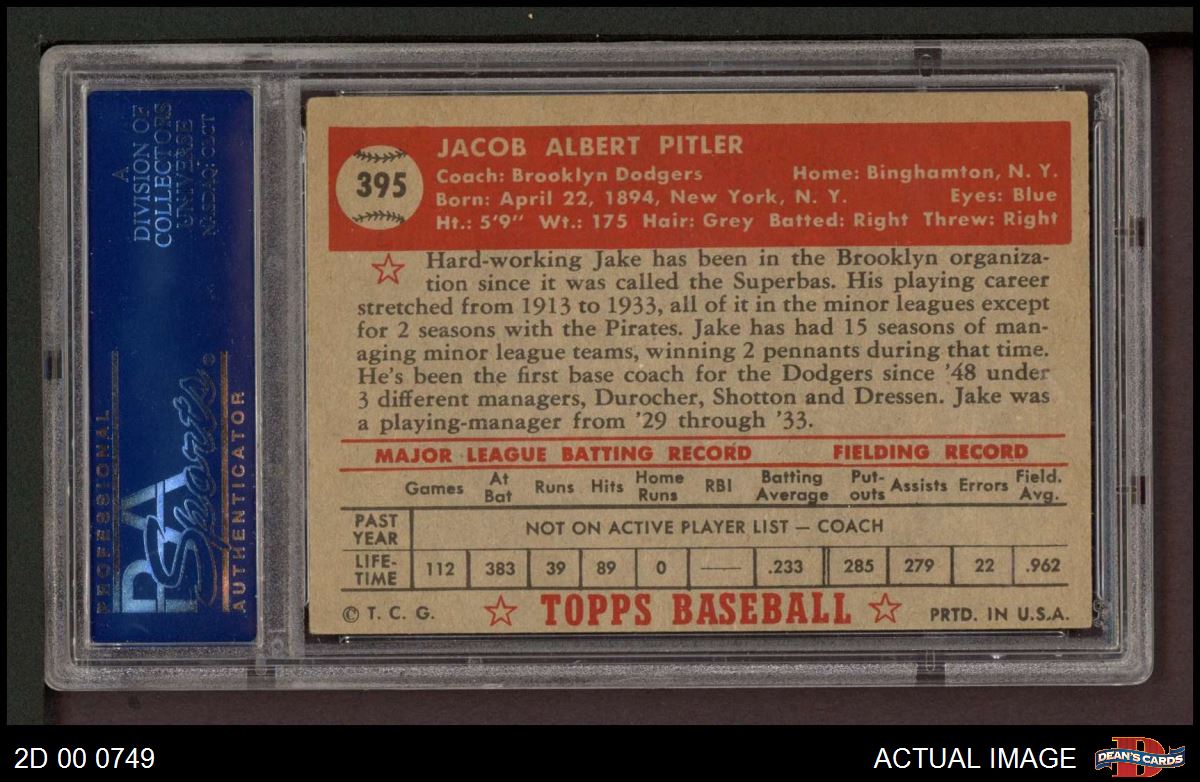 A
DIVISION OF
COLLECTORS
UNIVERSE
NASDAQ: CLCT
PSA
Sports
PROFESSIONAL
AUTHENTICATOR
395
JACOB ALBERT PITLER
Coach: Brooklyn Dodgers Home: Binghamton, N. Y.
Born: April 22, 1894, New York, N. Y. Eyes: Blue
Ht.: 5'9" Wt.: 175 Hair: Grey Batted: Right Threw: Right
Hard-working Jake has been in the Brooklyn organiza-
tion since it was called the Superbas. His playing career
stretched from 1913 to 1933, all of it in the minor leagues except
for 2 seasons with the Pirates. Jake has had 15 seasons of man-
aging minor league teams, winning 2 pennants during that time.
He's been the first base coach for the Dodgers since '48 under
3 different managers, Durocher, Shotton and Dressen. Jake was
a playing-manager from '29 through '33.
MAJOR LEAGUE BATTING RECORD FIELDING RECORD
Games At Bat Runs Hits Home Runs RBI Batting Average Put-outs Assists Errors Field. Avg.
PAST YEAR NOT ON ACTIVE PLAYER LIST — COACH
LIFE-TIME 112 383 39 89 0 — .233 285 279 22 .962
© T. C. G. TOPPS BASEBALL PRTD. IN U.S.A.
2D 00 0749 ACTUAL IMAGE
D
DEAN'S CARDS